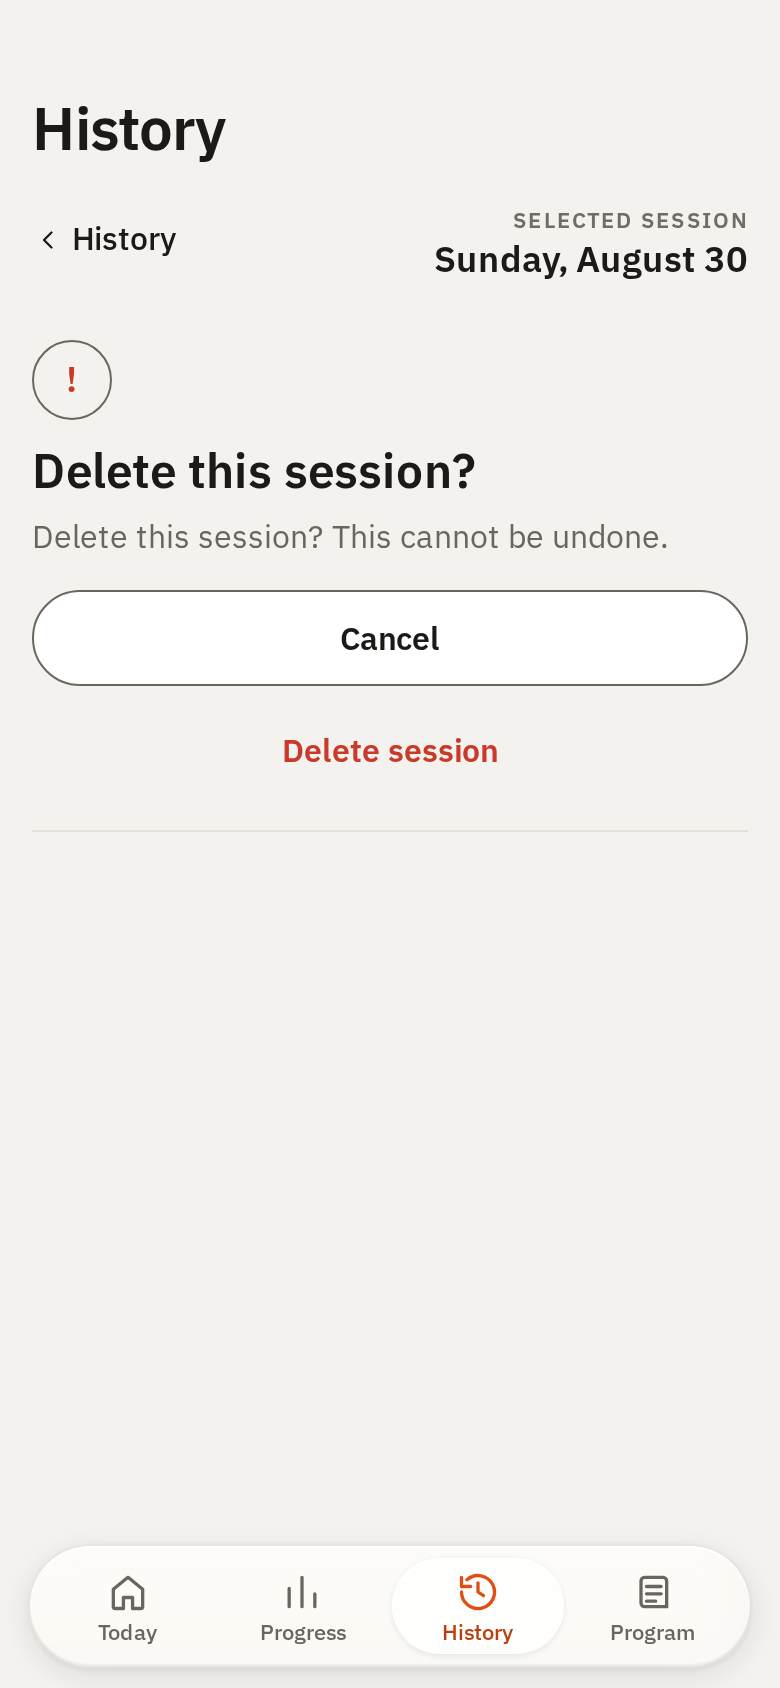 History
History
SELECTED SESSION
Sunday, August 30
!
Delete this session?
Delete this session? This cannot be undone.
Cancel
Delete session
Today
Progress
History
Program